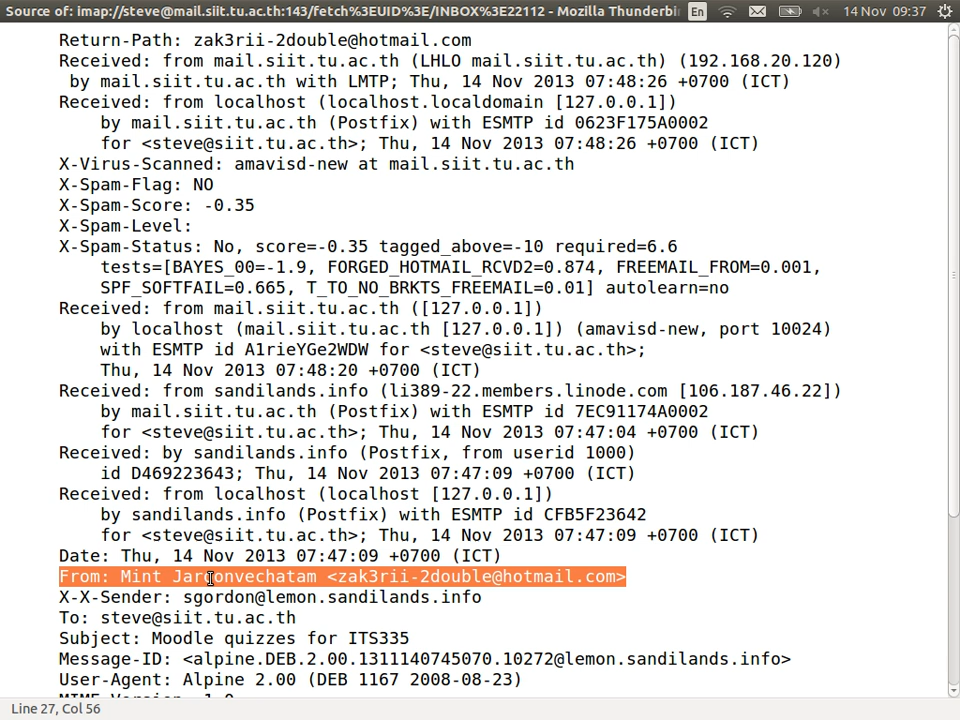 Source of: imap://steve@mail.siit.tu.ac.th:143/fetch%3EUID%3E/INBOX%3E22112 - Mozilla Thunderbi
En
14 Nov 09:37
Return-Path: zak3rii-2double@hotmail.com
Received: from mail.siit.tu.ac.th (LHLO mail.siit.tu.ac.th) (192.168.20.120)
by mail.siit.tu.ac.th with LMTP; Thu, 14 Nov 2013 07:48:26 +0700 (ICT)
Received: from localhost (localhost.localdomain [127.0.0.1])
by mail.siit.tu.ac.th (Postfix) with ESMTP id 0623F175A0002
for <steve@siit.tu.ac.th>; Thu, 14 Nov 2013 07:48:26 +0700 (ICT)
X-Virus-Scanned: amavisd-new at mail.siit.tu.ac.th
X-Spam-Flag: NO
X-Spam-Score: -0.35
X-Spam-Level:
X-Spam-Status: No, score=-0.35 tagged_above=-10 required=6.6
tests=[BAYES_00=-1.9, FORGED_HOTMAIL_RCVD2=0.874, FREEMAIL_FROM=0.001,
SPF_SOFTFAIL=0.665, T_TO_NO_BRKTS_FREEMAIL=0.01] autolearn=no
Received: from mail.siit.tu.ac.th ([127.0.0.1])
by localhost (mail.siit.tu.ac.th [127.0.0.1]) (amavisd-new, port 10024)
with ESMTP id A1rieYGe2WDW for <steve@siit.tu.ac.th>;
Thu, 14 Nov 2013 07:48:20 +0700 (ICT)
Received: from sandilands.info (li389-22.members.linode.com [106.187.46.22])
by mail.siit.tu.ac.th (Postfix) with ESMTP id 7EC91174A0002
for <steve@siit.tu.ac.th>; Thu, 14 Nov 2013 07:47:04 +0700 (ICT)
Received: by sandilands.info (Postfix, from userid 1000)
id D469223643; Thu, 14 Nov 2013 07:47:09 +0700 (ICT)
Received: from localhost (localhost [127.0.0.1])
by sandilands.info (Postfix) with ESMTP id CFB5F23642
for <steve@siit.tu.ac.th>; Thu, 14 Nov 2013 07:47:09 +0700 (ICT)
Date: Thu, 14 Nov 2013 07:47:09 +0700 (ICT)
From: Mint <zak3rii-2double@hotmail.com>
X-X-Sender: sgordon@lemon.sandilands.info
To: steve@siit.tu.ac.th
Subject: Moodle quizzes for ITS335
Message-ID: <alpine.DEB.2.00.1311140745070.10272@lemon.sandilands.info>
User-Agent: Alpine 2.00 (DEB 1167 2008-08-23)
Line 27, Col 56